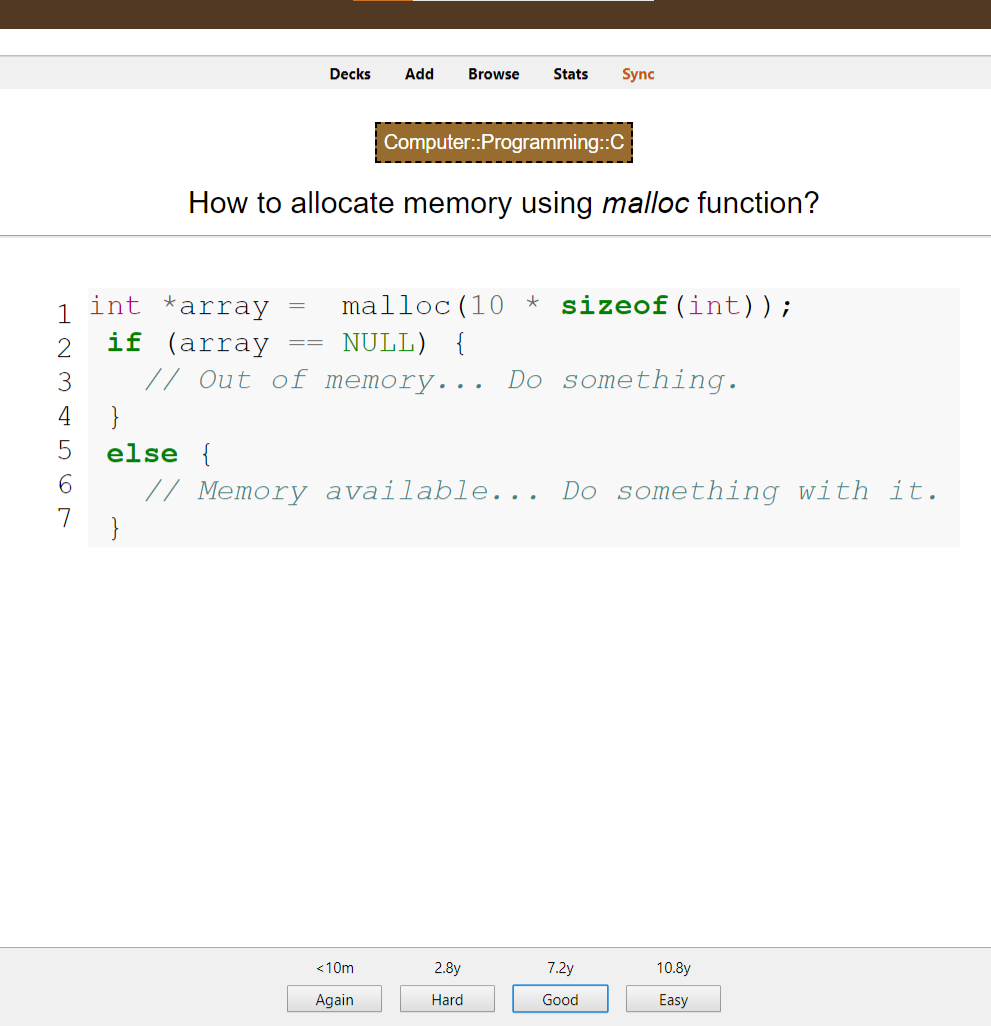 Decks Add Browse Stats Sync
Computer::Programming::C
How to allocate memory using malloc function?
1 int *array =  malloc(10 * sizeof(int));
2  if (array == NULL) {
3    // Out of memory... Do something.
4  }
5  else {
6    // Memory available... Do something with it.
7  }
<10m 2.8y 7.2y 10.8y
Again Hard Good Easy